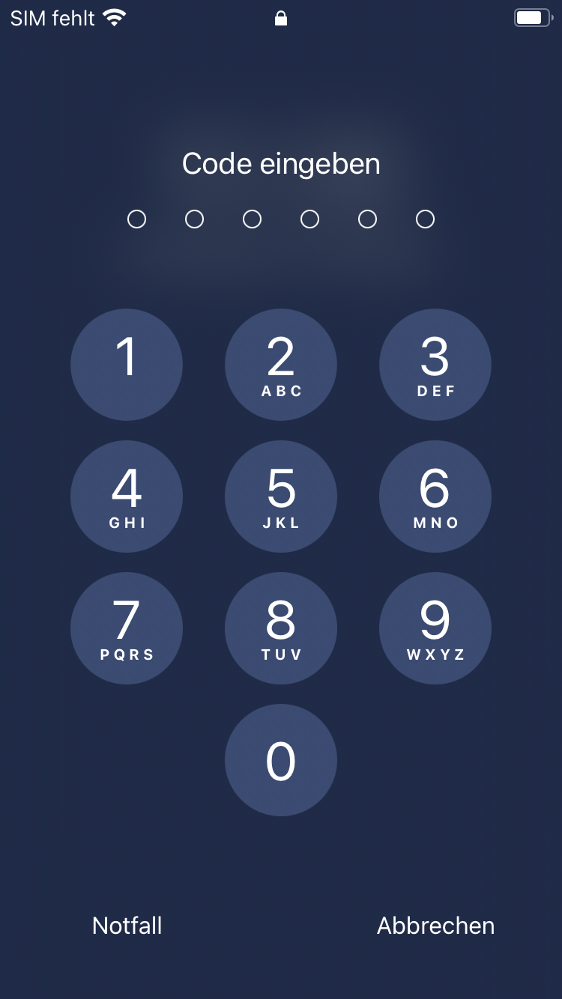 SIM fehlt
Code eingeben
1 2 3
ABC DEF
4 5 6
GHI JKL MNO
7 8 9
PQRS TUV WXYZ
0
Notfall Abbrechen